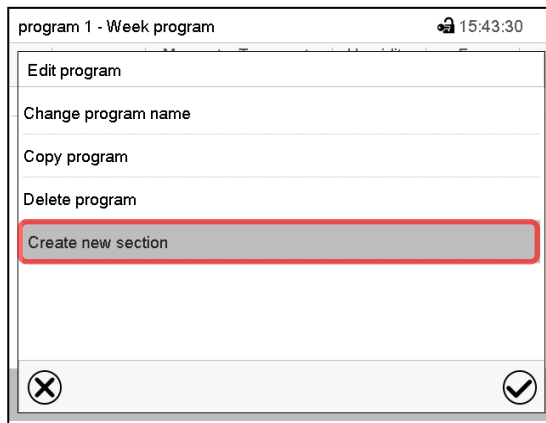 program 1 - Week program 15:43:30
Edit program
Change program name
Copy program
Delete program
Create new section